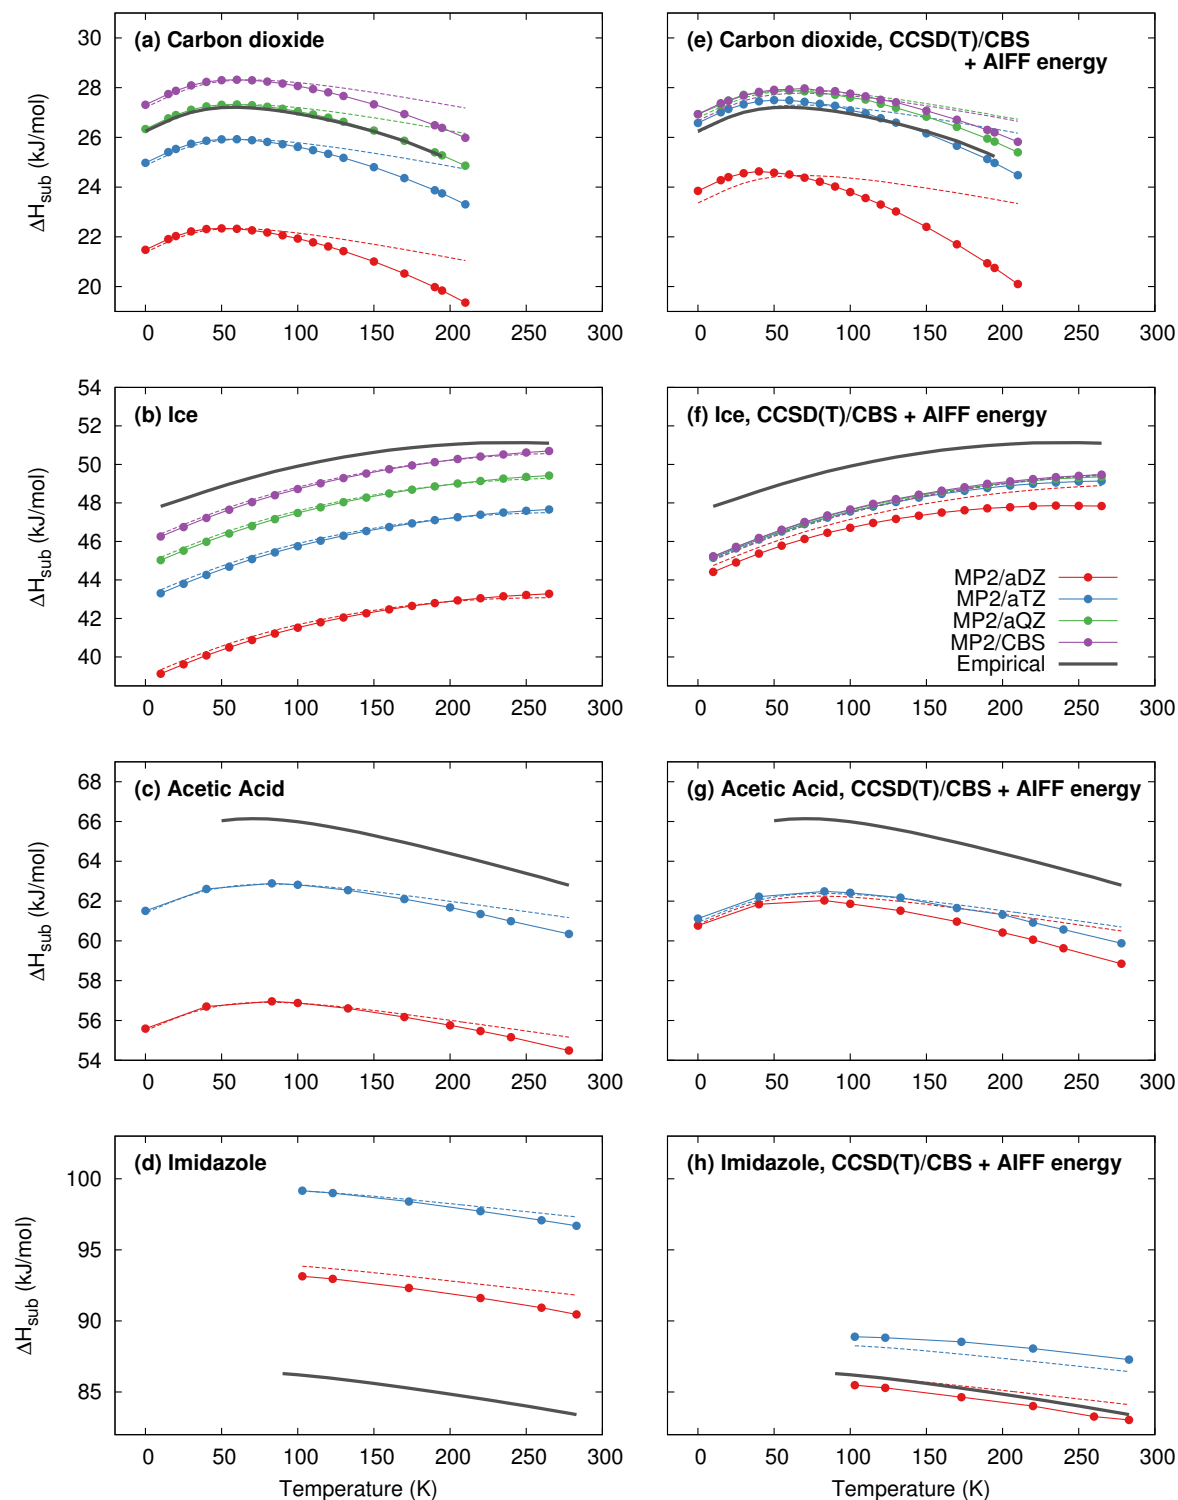 (a) Carbon dioxide
30
28
26
24
22
20
ΔH_sub (kJ/mol)
0 50 100 150 200 250 300
(e) Carbon dioxide, CCSD(T)/CBS
+ AIFF energy
0 50 100 150 200 250 300
(b) Ice
54
52
50
48
46
44
42
40
ΔH_sub (kJ/mol)
0 50 100 150 200 250 300
(f) Ice, CCSD(T)/CBS + AIFF energy
MP2/aDZ
MP2/aTZ
MP2/aQZ
MP2/CBS
Empirical
0 50 100 150 200 250 300
(c) Acetic Acid
68
66
64
62
60
58
56
54
ΔH_sub (kJ/mol)
0 50 100 150 200 250 300
(g) Acetic Acid, CCSD(T)/CBS + AIFF energy
0 50 100 150 200 250 300
(d) Imidazole
100
95
90
85
ΔH_sub (kJ/mol)
0 50 100 150 200 250 300
Temperature (K)
(h) Imidazole, CCSD(T)/CBS + AIFF energy
0 50 100 150 200 250 300
Temperature (K)